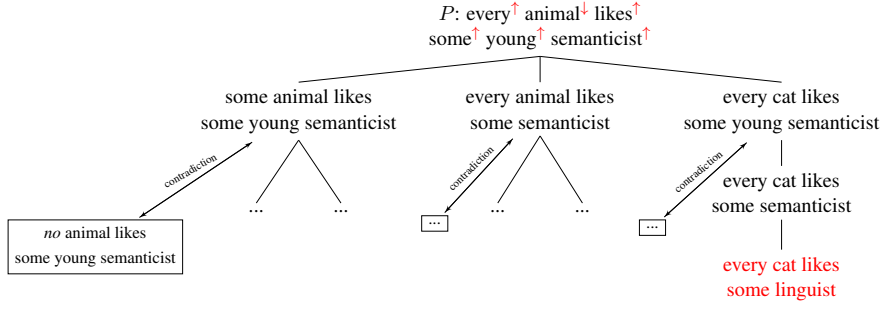 P: every↑ animal↓ likes↑
some↑ young↑ semanticist↑
some animal likes
some young semanticist
every animal likes
some semanticist
every cat likes
some young semanticist
contradiction
contradiction
contradiction
every cat likes
some semanticist
...
...
...
...
...
...
no animal likes
some young semanticist
every cat likes
some linguist